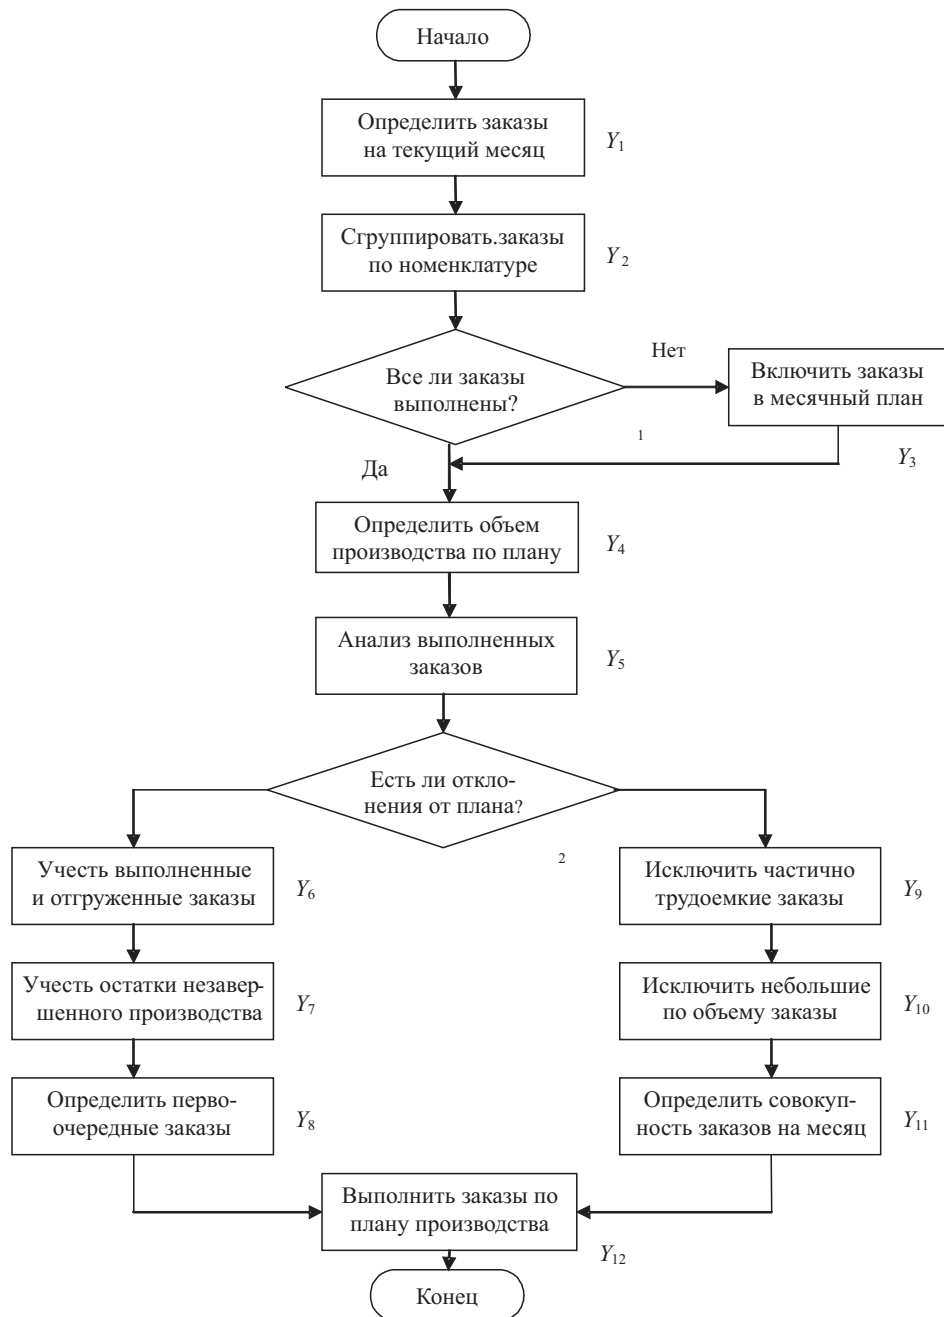 Начало
Определить заказы
на текущий месяц
Y1
Сгруппировать.заказы
по номенклатуре
Y 2
Все ли заказы
выполнены?
Нет
Включить заказы
в месячный план
1
Y3
Да
Определить объем
производства по плану
Y4
Анализ выполненных
заказов
Y5
Есть ли откло-
нения от плана?
2
Учесть выполненные
и отгруженные заказы
Y6
Исключить частично
трудоемкие заказы
Y9
Учесть остатки незавер-
шенного производства
Y7
Исключить небольшие
по объему заказы
Y10
Определить перво-
очередные заказы
Y8
Определить совокуп-
ность заказов на месяц
Y11
Выполнить заказы по
плану производства
Y12
Конец